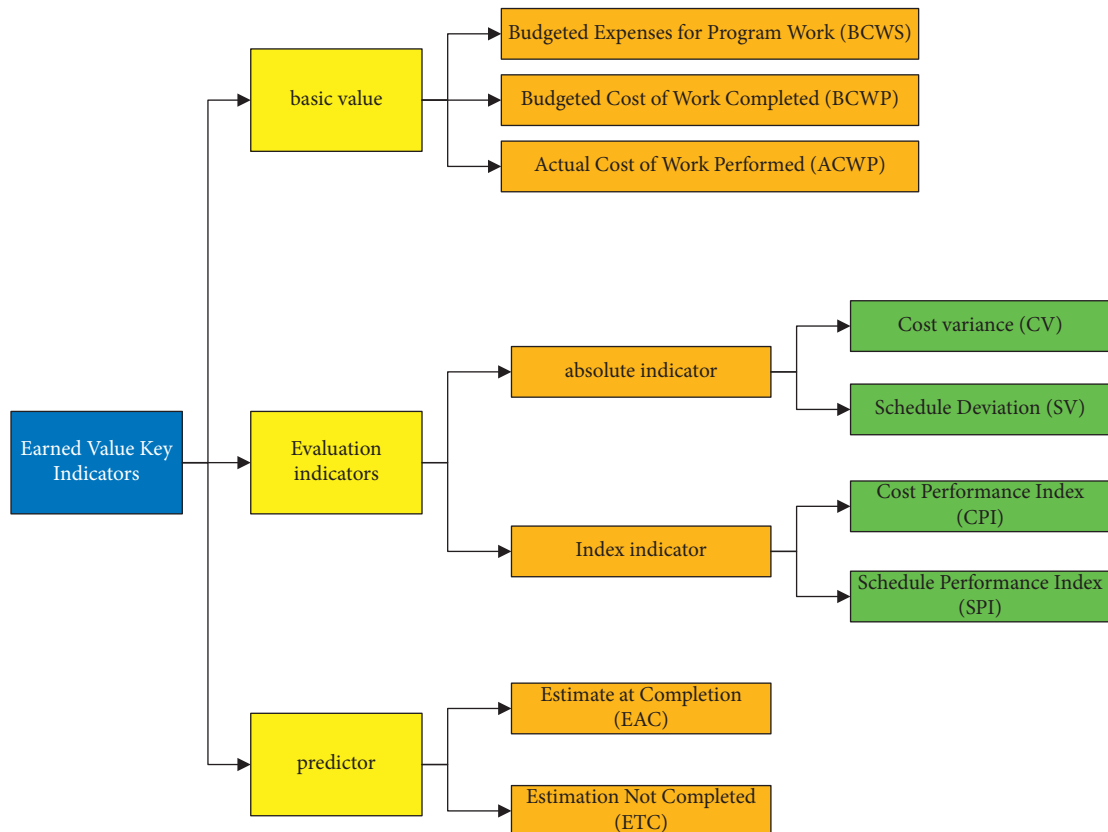 Earned Value Key
Indicators
basic value
Budgeted Expenses for Program Work (BCWS)
Budgeted Cost of Work Completed (BCWP)
Actual Cost of Work Performed (ACWP)
Evaluation
indicators
absolute indicator
Cost variance (CV)
Schedule Deviation (SV)
Index indicator
Cost Performance Index
(CPI)
Schedule Performance Index
(SPI)
predictor
Estimate at Completion
(EAC)
Estimation Not Completed
(ETC)